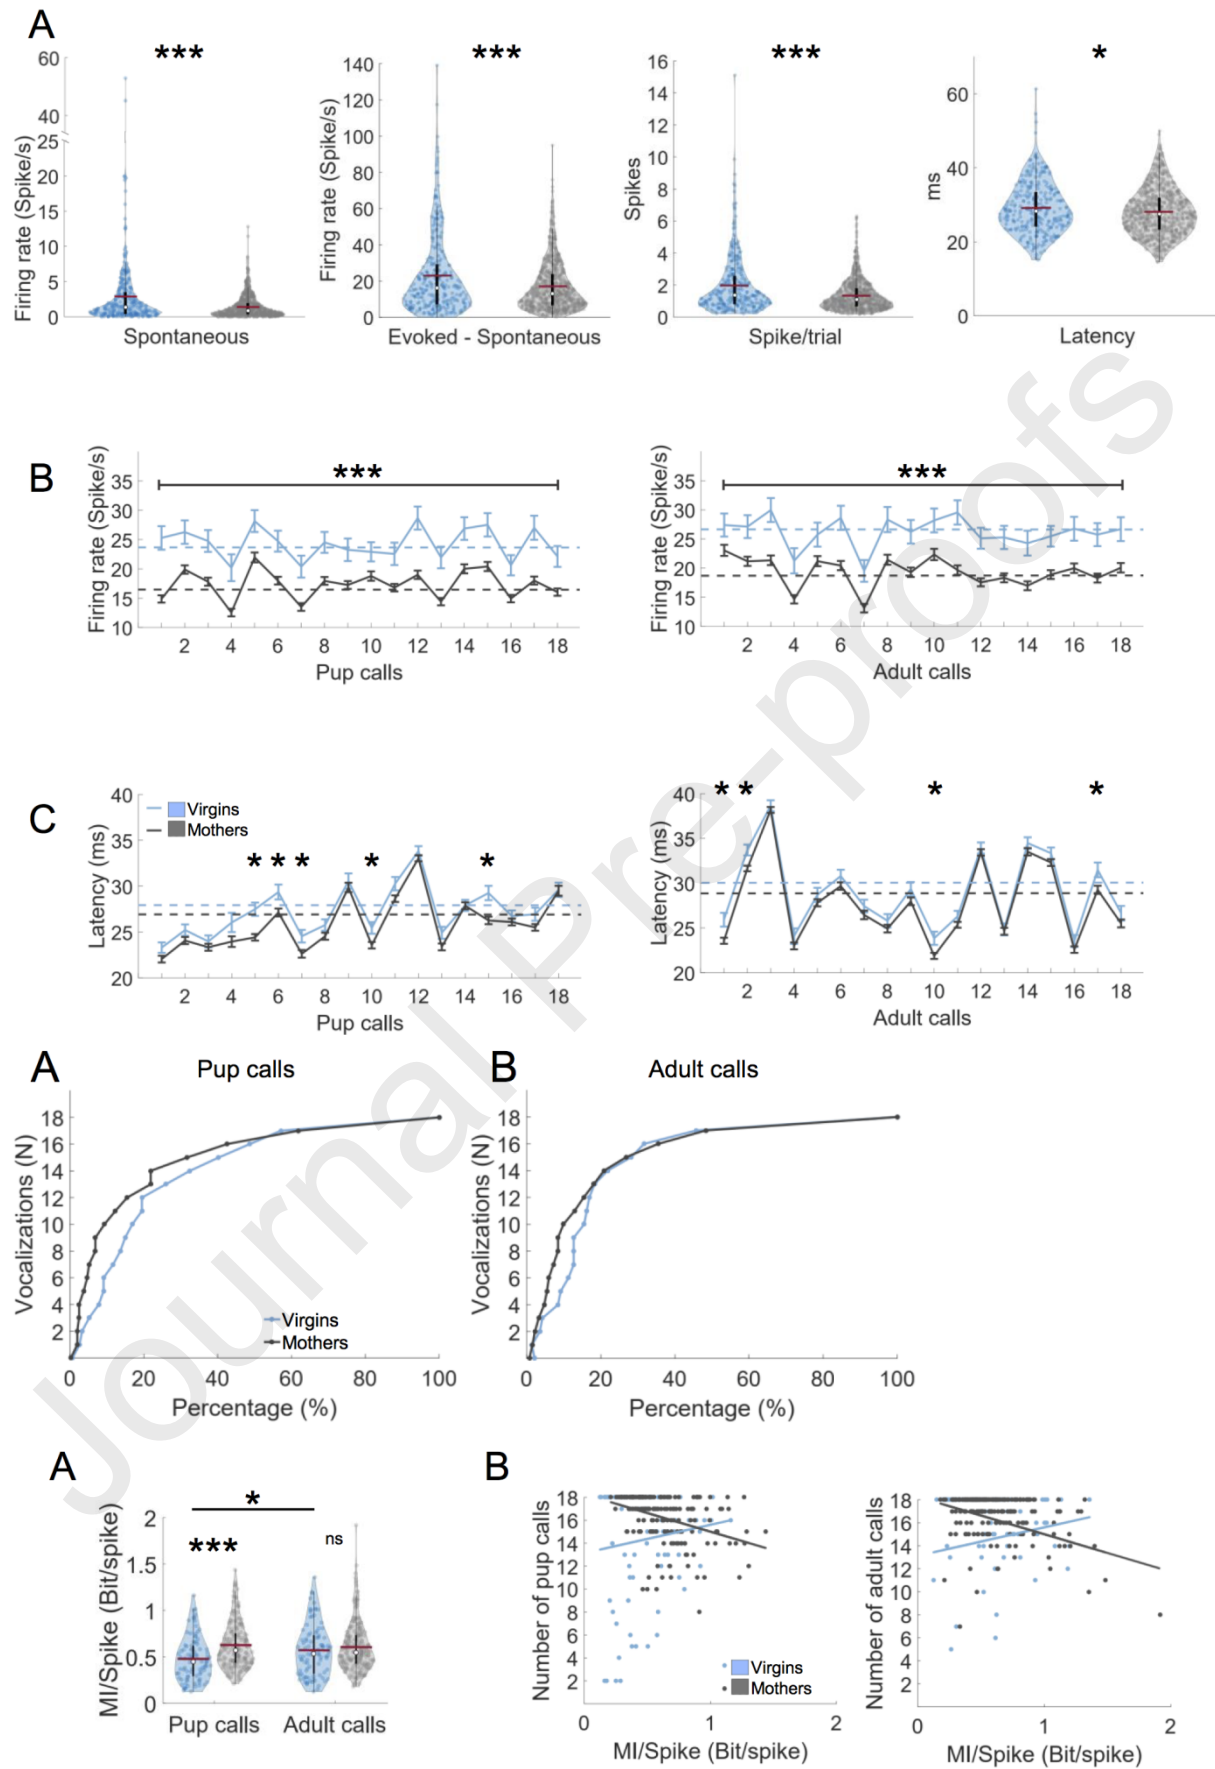 A
***
***
***
*
Firing rate (Spike/s)
60
40
25
20
15
10
5
0
Spontaneous
Firing rate (Spike/s)
140
120
100
80
60
40
20
0
Evoked - Spontaneous
Spikes
16
14
12
10
8
6
4
2
0
Spike/trial
ms
60
40
20
0
Latency
B
***
Firing rate (Spike/s)
35
30
25
20
15
10
2 4 6 8 10 12 14 16 18
Pup calls
***
Firing rate (Spike/s)
35
30
25
20
15
10
2 4 6 8 10 12 14 16 18
Adult calls
C
Virgins
Mothers
* * * * *
Latency (ms)
40
35
30
25
20
2 4 6 8 10 12 14 16 18
Pup calls
* * * *
Latency (ms)
40
35
30
25
20
2 4 6 8 10 12 14 16 18
Adult calls
A
Pup calls
Vocalizations (N)
18
16
14
12
10
8
6
4
2
Virgins
Mothers
0 20 40 60 80 100
Percentage (%)
B
Adult calls
Vocalizations (N)
18
16
14
12
10
8
6
4
2
0 20 40 60 80 100
Percentage (%)
A
*
***
ns
MI/Spike (Bit/spike)
2
1.5
1
0.5
0
Pup calls Adult calls
B
Number of pup calls
18
16
14
12
10
8
6
4
2
Virgins
Mothers
0 1 2
MI/Spike (Bit/spike)
Number of adult calls
18
16
14
12
10
8
6
4
2
0 1 2
MI/Spike (Bit/spike)
Journal Pre-proofs